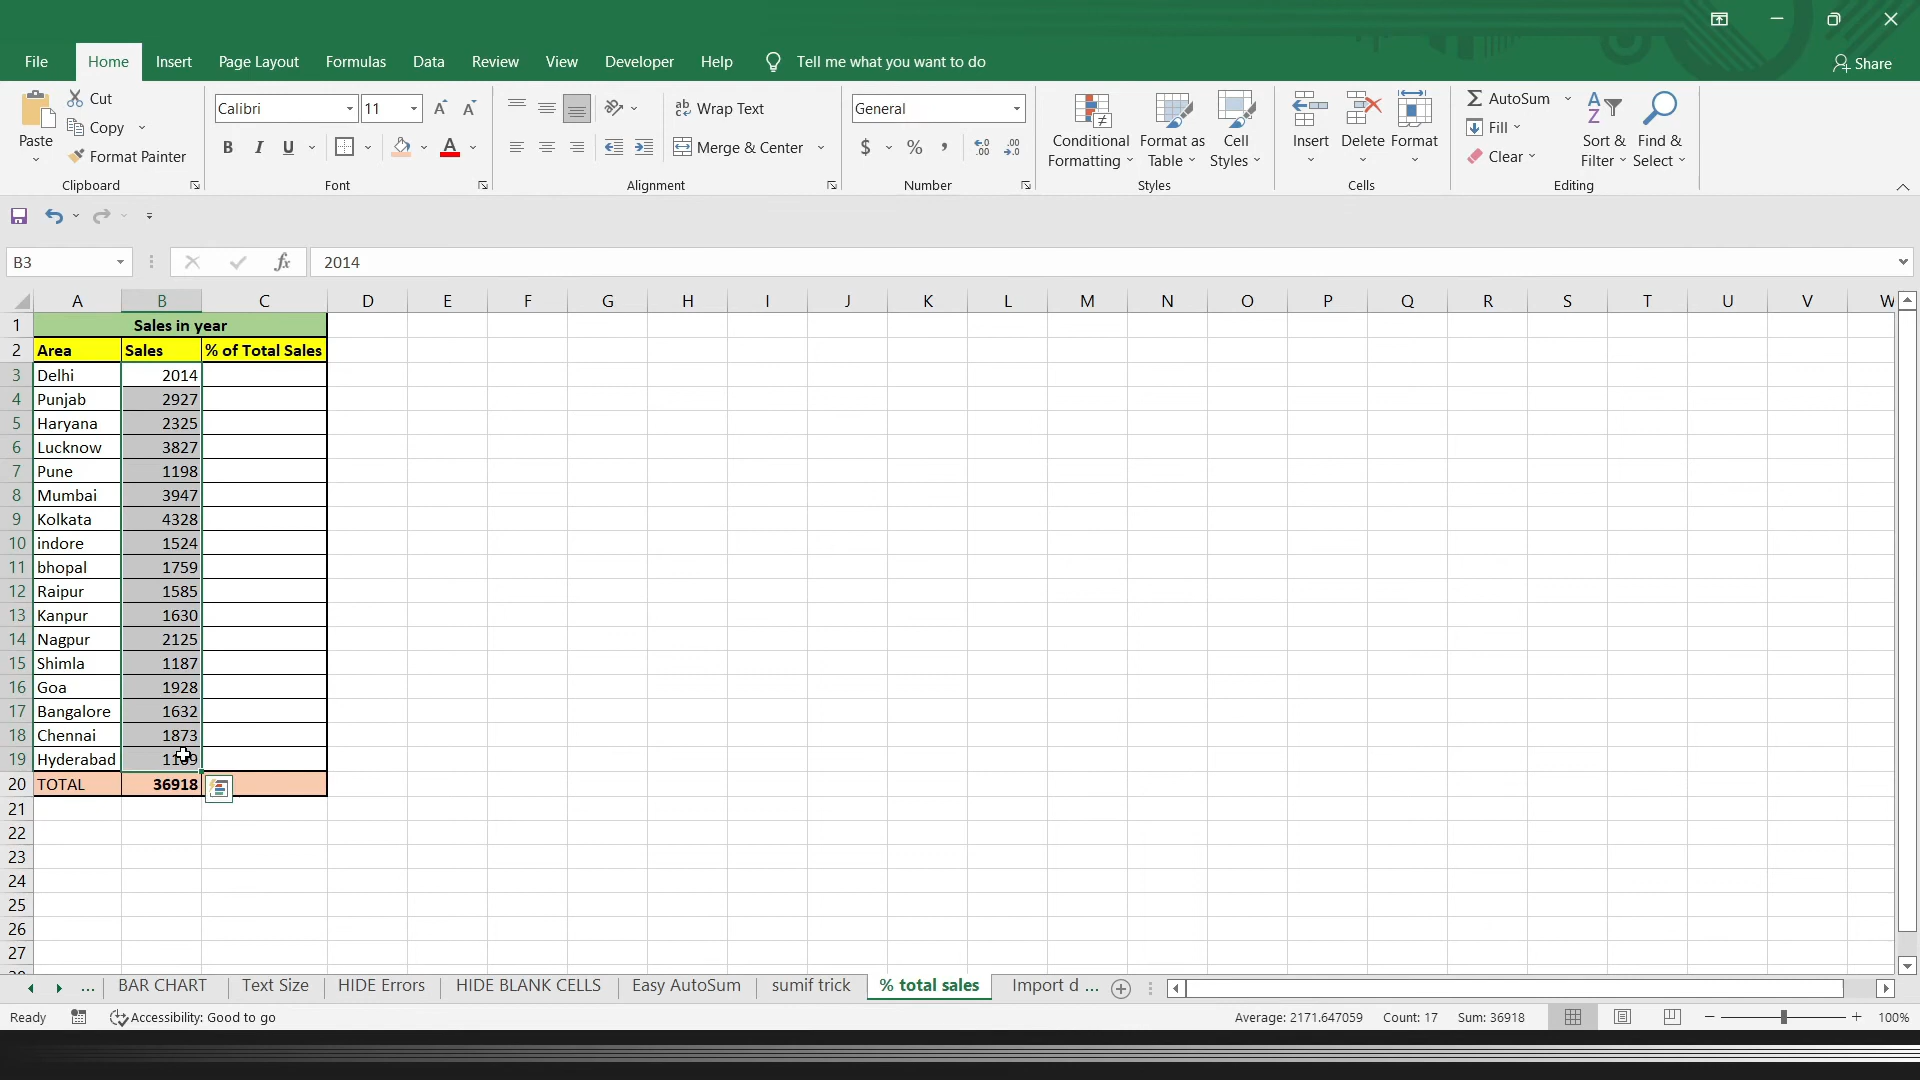 File Home Insert Page Layout Formulas Data Review View Developer Help Tell me what you want to do Share
Paste Cut Copy Format Painter Clipboard
Calibri 11 A A B I U A Font
ab Wrap Text Merge & Center Alignment
General $ % , .00 .00 Number
Conditional Formatting Format as Table Cell Styles Styles
Insert Delete Format Cells
AutoSum Fill Clear Sort & Filter Find & Select Editing
B3 fx 2014
A B C D E F G H I J K L M N O P Q R S T U V W
1 Sales in year
2 Area Sales % of Total Sales
3 Delhi 2014
4 Punjab 2927
5 Haryana 2325
6 Lucknow 3827
7 Pune 1198
8 Mumbai 3947
9 Kolkata 4328
10 indore 1524
11 bhopal 1759
12 Raipur 1585
13 Kanpur 1630
14 Nagpur 2125
15 Shimla 1187
16 Goa 1928
17 Bangalore 1632
18 Chennai 1873
19 Hyderabad
20 TOTAL 36918
21
22
23
24
25
26
27
... BAR CHART Text Size HIDE Errors HIDE BLANK CELLS Easy AutoSum sumif trick % total sales Import d ...
Ready Accessibility: Good to go Average: 2171.647059 Count: 17 Sum: 36918 100%